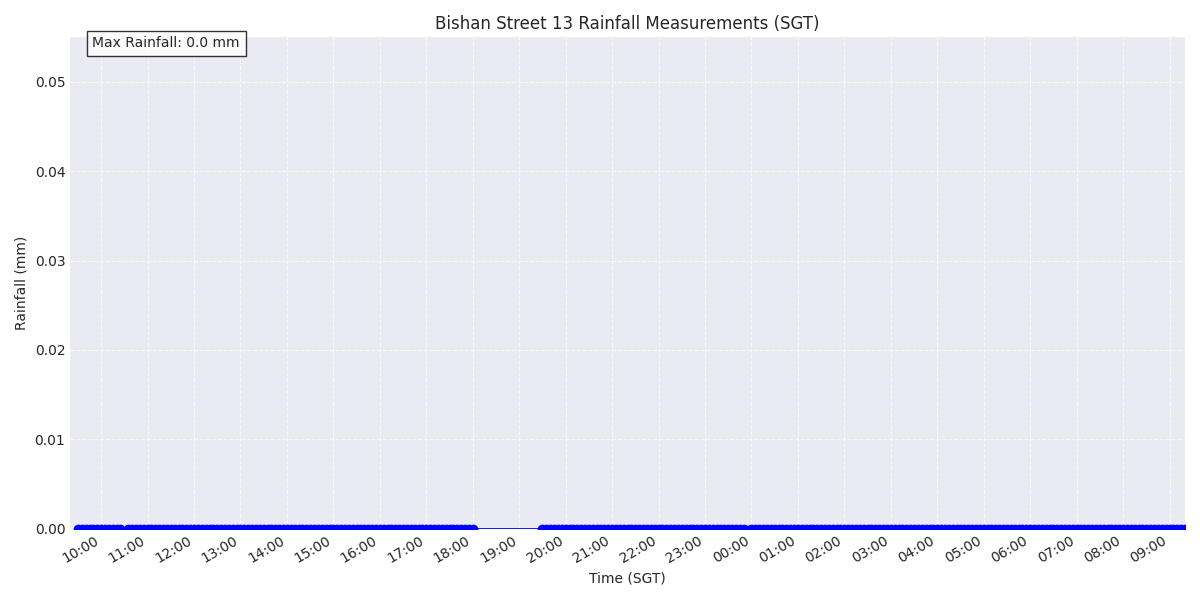 Bishan Street 13 Rainfall Measurements (SGT)
Max Rainfall: 0.0 mm
0.05
0.04
0.03
0.02
0.01
0.00
Rainfall (mm)
10:00 11:00 12:00 13:00 14:00 15:00 16:00 17:00 18:00 19:00 20:00 21:00 22:00 23:00 00:00 01:00 02:00 03:00 04:00 05:00 06:00 07:00 08:00 09:00
Time (SGT)